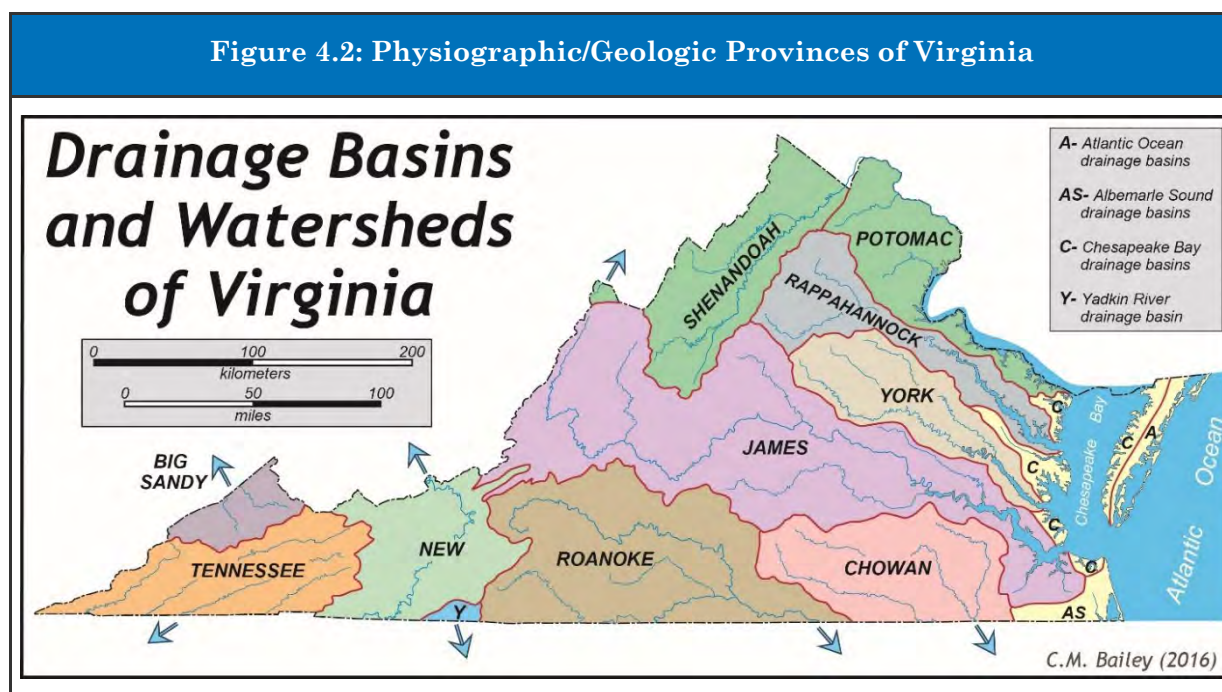 Figure 4.2: Physiographic/Geologic Provinces of Virginia
Drainage Basins
and Watersheds
of Virginia
0 100 200
kilometers
0 50 100
miles
A- Atlantic Ocean
drainage basins
AS- Albemarle Sound
drainage basins
C- Chesapeake Bay
drainage basins
Y- Yadkin River
drainage basin
SHENANDOAH
POTOMAC
RAPPAHANNOCK
YORK
JAMES
BIG
SANDY
TENNESSEE
NEW
Y
ROANOKE
CHOWAN
C
C
C
C
AS
C
A
Chesapeake Bay
Atlantic Ocean
C.M. Bailey (2016)